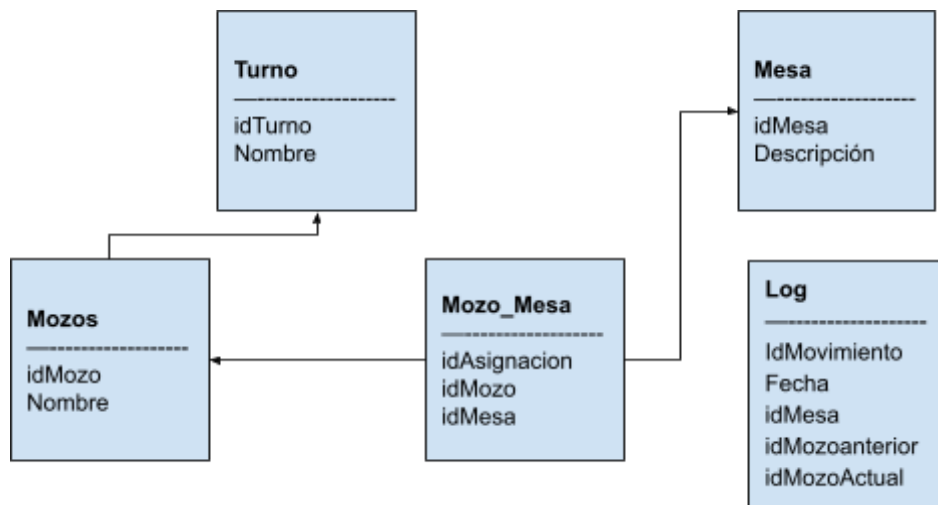 Turno
---------------------
idTurno
Nombre
Mesa
---------------------
idMesa
Descripción
Mozos
---------------------
idMozo
Nombre
Mozo_Mesa
---------------------
idAsignacion
idMozo
idMesa
Log
---------------------
IdMovimiento
Fecha
idMesa
idMozoanterior
idMozoActual